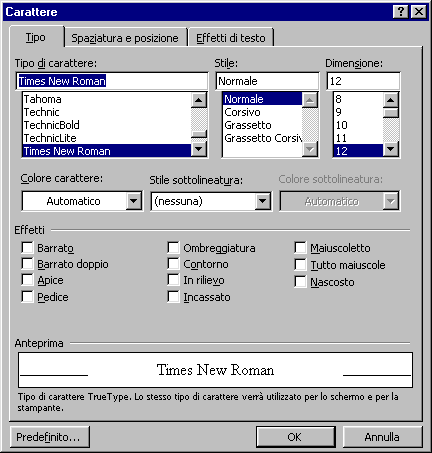 Carattere
Tipo Spaziatura e posizione Effetti di testo
Tipo di carattere: Stile: Dimensione:
Times New Roman Normale 12
Tahoma Normale 8
Technic Corsivo 9
TechnicBold Grassetto 10
TechnicLite Grassetto Corsiv 11
Times New Roman 12
Colore carattere: Stile sottolineatura: Colore sottolineatura:
Automatico (nessuna) Automatico
Effetti
Barrato Ombreggiatura Maiuscoletto
Barrato doppio Contorno Tutto maiuscole
Apice In rilievo Nascosto
Pedice Incassato
Anteprima
Times New Roman
Tipo di carattere TrueType. Lo stesso tipo di carattere verrà utilizzato per lo schermo e per la
stampante.
Predefinito... OK Annulla